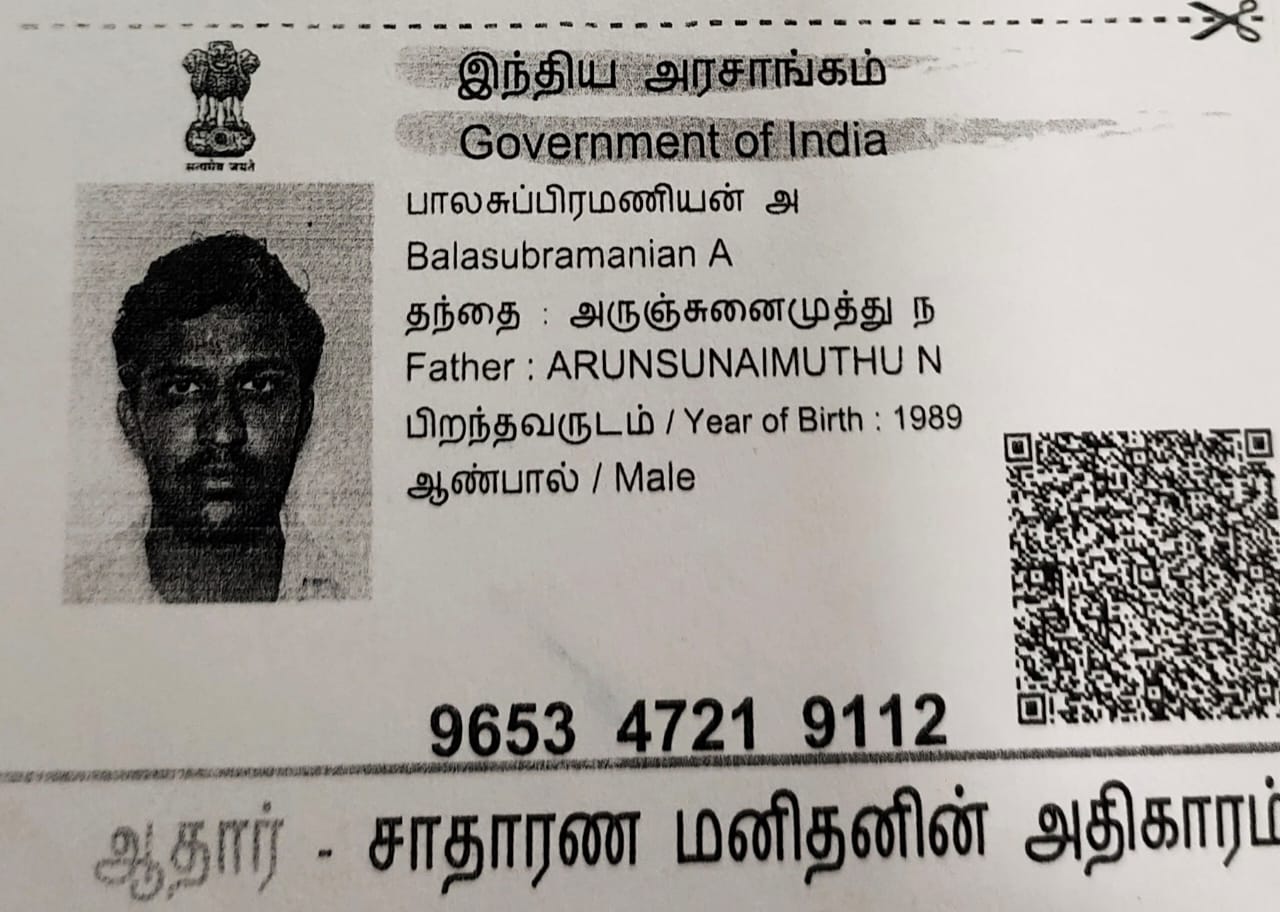 இந்திய அரசாங்கம்
Government of India
सत्यमेव जयते
பாலசுப்பிரமணியன் அ
Balasubramanian A
தந்தை : அருஞ்சுனைமுத்து ந
Father : ARUNSUNAIMUTHU N
பிறந்தவருடம் / Year of Birth : 1989
ஆண்பால் / Male
9653 4721 9112
ஆதார் - சாதாரண மனிதனின் அதிகாரம்